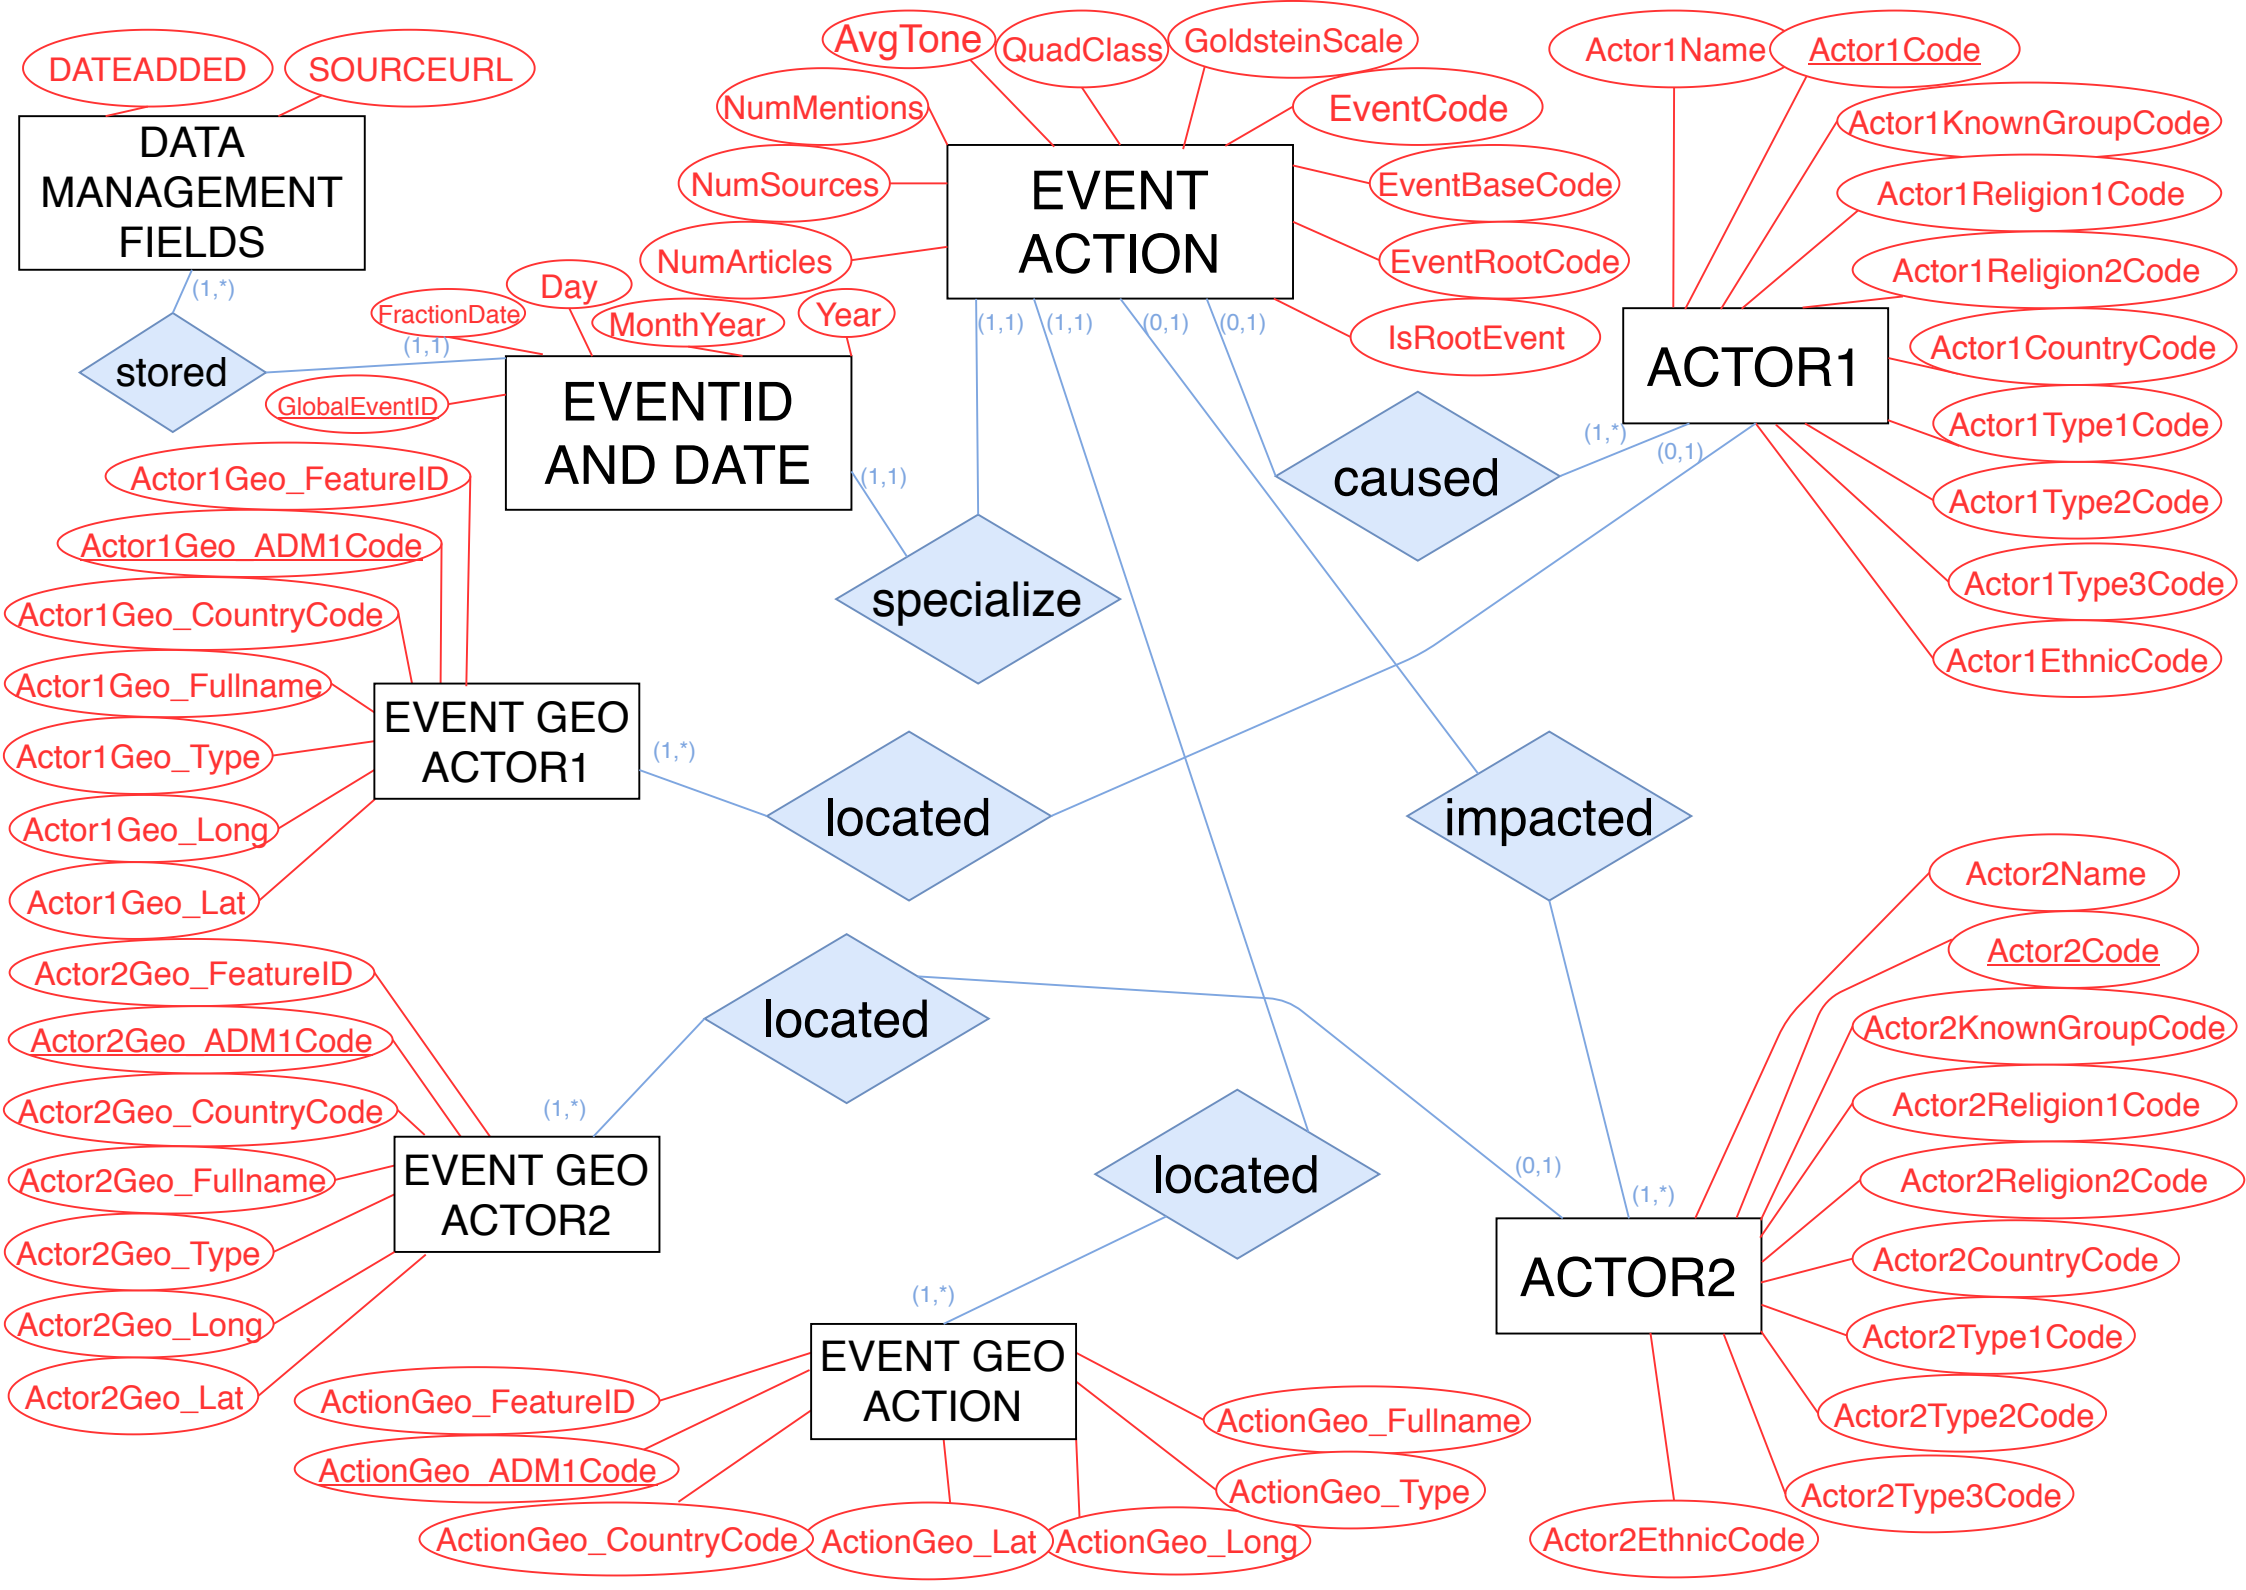 AvgTone
QuadClass
GoldsteinScale
Actor1Name
Actor1Code
DATEADDED
SOURCEURL
NumMentions
EventCode
Actor1KnownGroupCode
DATA
MANAGEMENT
FIELDS
EVENT
ACTION
NumSources
EventBaseCode
Actor1Religion1Code
NumArticles
EventRootCode
Actor1Religion2Code
(1,*)
Day
FractionDate
MonthYear
Year
(1,1)
(1,1)
(0,1)
(0,1)
IsRootEvent
Actor1CountryCode
stored
(1,1)
ACTOR1
GlobalEventID
EVENTID
AND DATE
Actor1Type1Code
(1,*)
(0,1)
Actor1Geo_FeatureID
(1,1)
caused
Actor1Type2Code
Actor1Geo_ADM1Code
Actor1Type3Code
Actor1Geo_CountryCode
specialize
Actor1EthnicCode
Actor1Geo_Fullname
EVENT GEO
ACTOR1
Actor1Geo_Type
(1,*)
Actor1Geo_Long
located
impacted
Actor1Geo_Lat
Actor2Name
Actor2Code
Actor2Geo_FeatureID
located
Actor2KnownGroupCode
Actor2Geo_ADM1Code
Actor2Geo_CountryCode
(1,*)
Actor2Religion1Code
Actor2Geo_Fullname
EVENT GEO
ACTOR2
located
(0,1)
(1,*)
Actor2Religion2Code
Actor2Geo_Type
Actor2CountryCode
ACTOR2
(1,*)
Actor2Geo_Long
Actor2Type1Code
EVENT GEO
ACTION
Actor2Geo_Lat
ActionGeo_FeatureID
ActionGeo_Fullname
Actor2Type2Code
ActionGeo_ADM1Code
ActionGeo_Type
Actor2Type3Code
ActionGeo_CountryCode
ActionGeo_Lat
ActionGeo_Long
Actor2EthnicCode